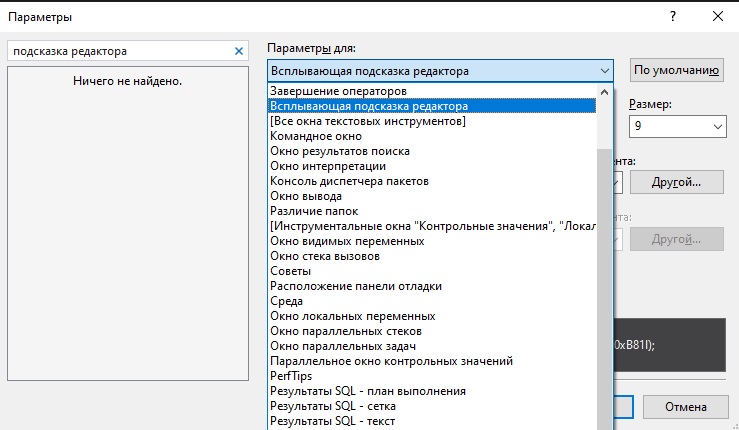 Параметры
подсказка редактора
Ничего не найдено.
Параметры для:
Всплывающая подсказка редактора
По умолчанию
Завершение операторов
Всплывающая подсказка редактора
[Все окна текстовых инструментов]
Командное окно
Окно результатов поиска
Окно интерпретации
Консоль диспетчера пакетов
Окно вывода
Различие папок
[Инструментальные окна "Контрольные значения", "Локал
Окно видимых переменных
Окно стека вызовов
Советы
Расположение панели отладки
Среда
Окно локальных переменных
Окно параллельных стеков
Окно параллельных задач
Параллельное окно контрольных значений
PerfTips
Результаты SQL - план выполнения
Результаты SQL - сетка
Результаты SQL - текст
Размер:
9
ента:
Другой...
та:
Другой...
0xB81I);
Отмена